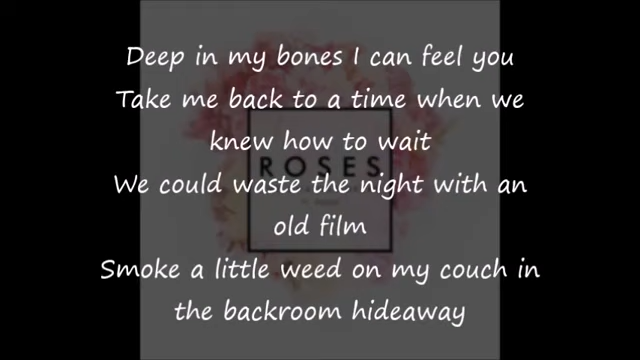 Deep in my bones I can feel you
Take me back to a time when we
knew how to wait
ROSES
We could waste the night with an
old film
Smoke a little weed on my couch in
the backroom hideaway